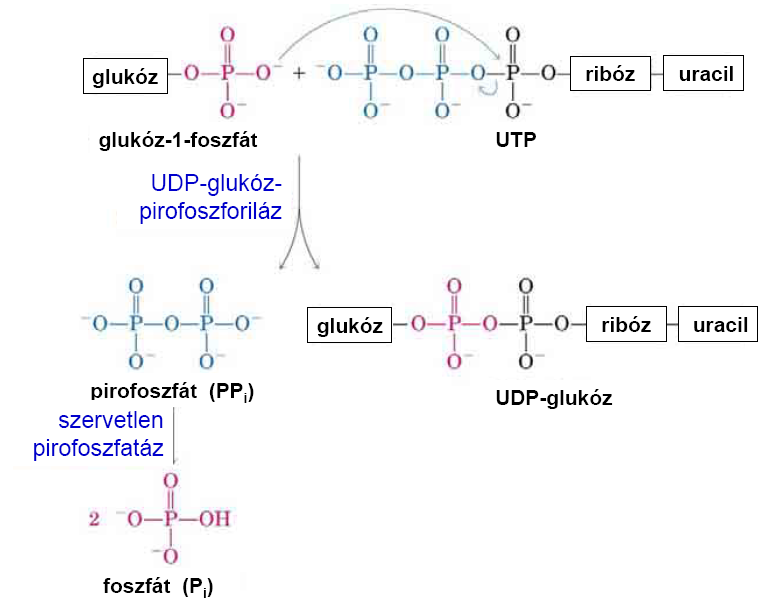 O O O O
glukóz –O–P–O⁻ + ⁻O–P–O–P–O–P–O– ribóz uracil
O⁻ O⁻ O⁻ O⁻
glukóz-1-foszfát UTP
UDP-glukóz-
pirofoszforiláz
O O O O
⁻O–P–O–P–O⁻ glukóz –O–P–O–P–O– ribóz uracil
O⁻ O⁻ O⁻ O⁻
pirofoszfát (PPi)
UDP-glukóz
szervetlen
pirofoszfatáz
O
2 ⁻O–P–OH
⁻O
foszfát (Pi)